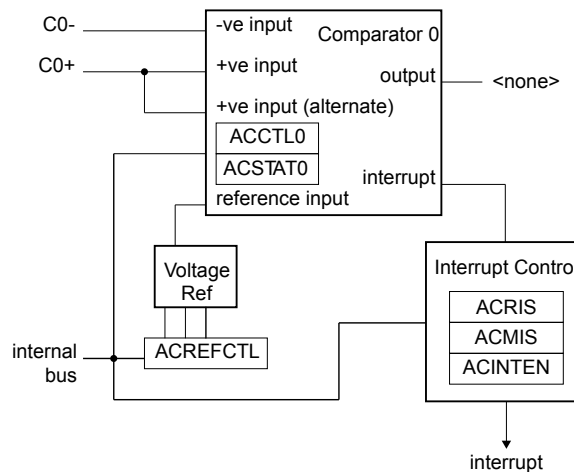 C0-
-ve input
Comparator 0
C0+
+ve input
output
<none>
+ve input (alternate)
ACCTL0
ACSTAT0
interrupt
reference input
Voltage
Ref
Interrupt Control
ACRIS
ACMIS
ACINTEN
internal
bus
ACREFCTL
interrupt